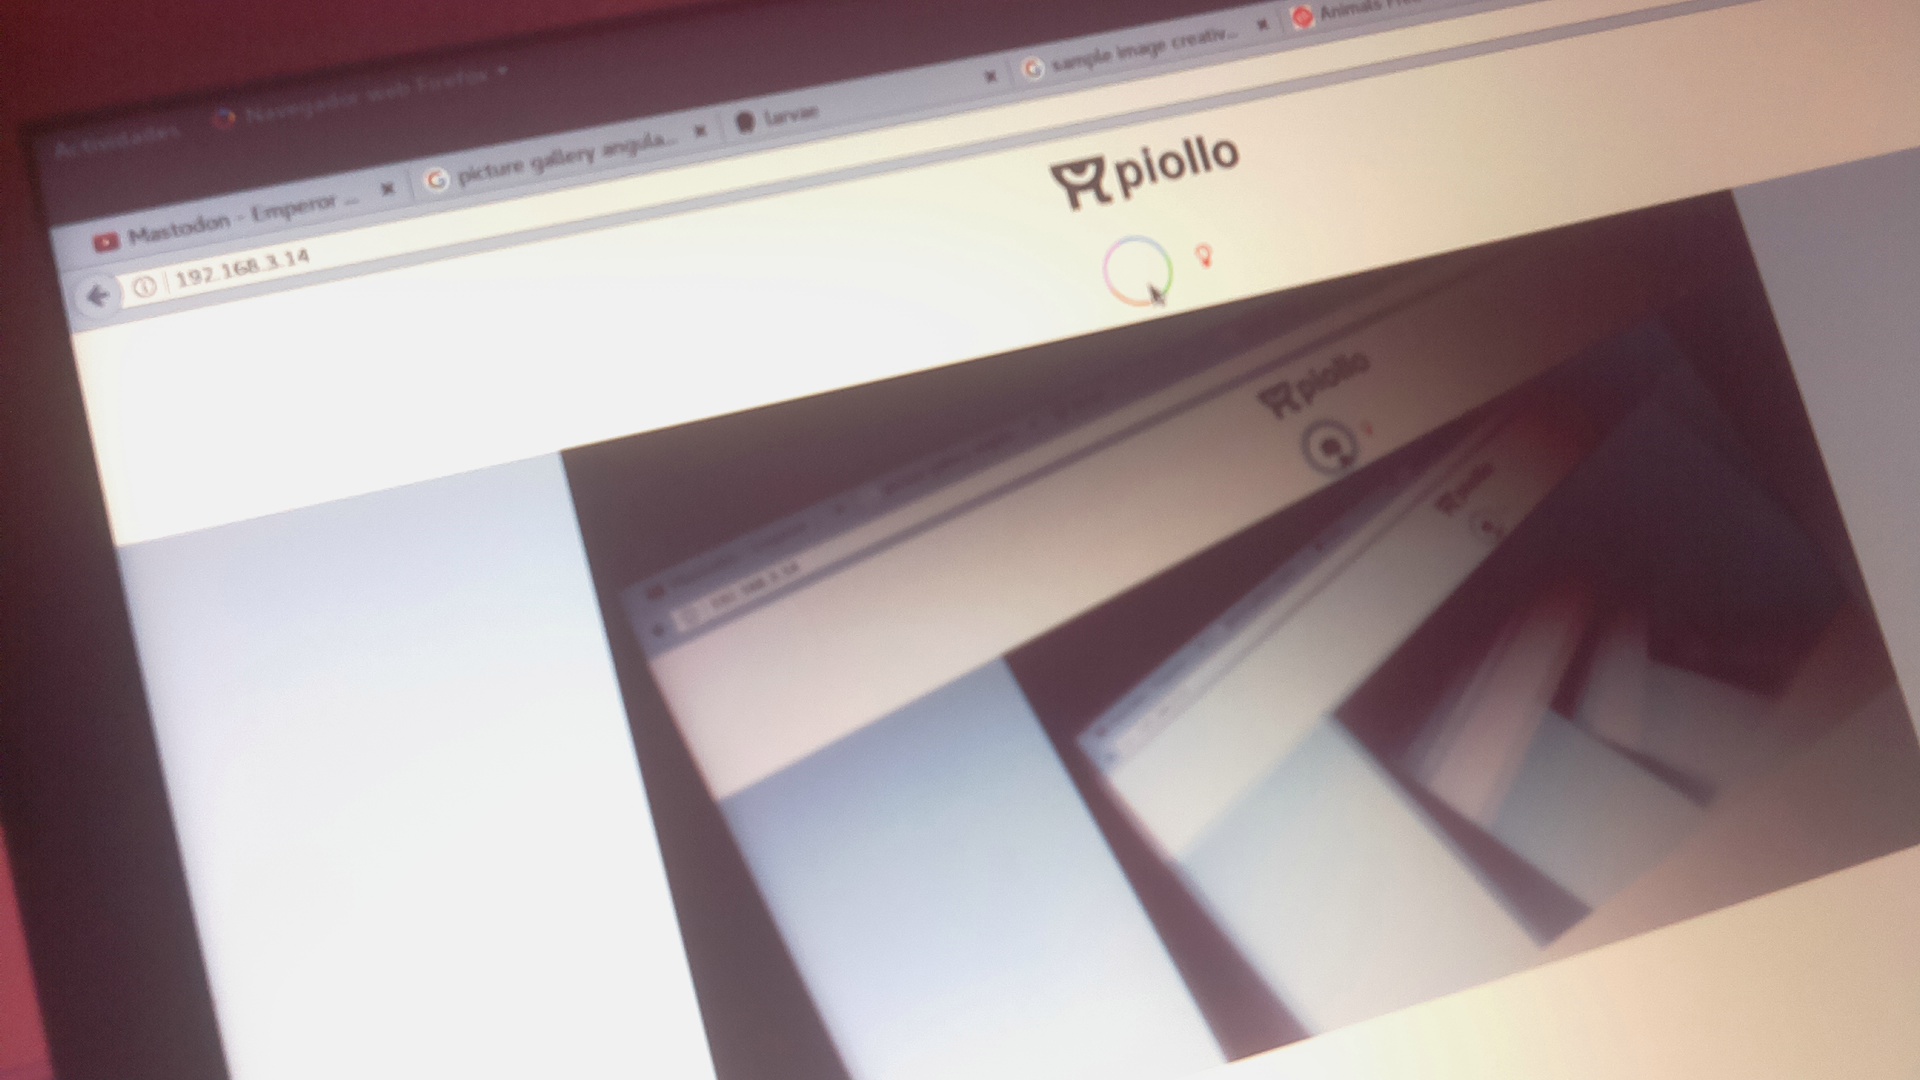 Actividades
Navegador web Firefox
Mastodon - Emperor ...
picture gallery angula...
larvae
sample image creativ...
Animals
192.168.3.14
piollo
piollo
192.168.3.14
piollo